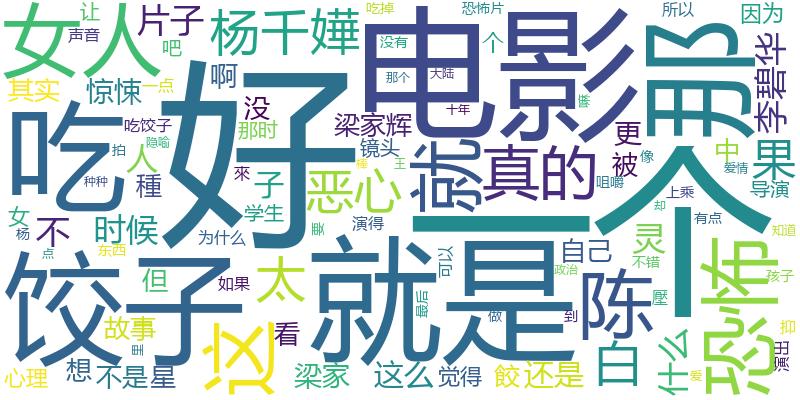 女人
让
声音
片子
吧
杨千嬅
吃掉
电影
没有
那个
大陆
十年
恐怖片
个
所以
因为
那
李碧华
其实
惊悚
一点
啊
好
没
那时
吃
吃饺子
隐喻
拍
人
种种
種
來
子
学生
梁家辉
镜头
恶心
就
真的
咀嚼
更
被
像
中
爱情
果
导演
上乘
却
有点
一个
女
杨
不
点
时候
为什么
要
演得
可以
自己
灵
不错
知道
孩子
恐怖
饺子
东西
但
如果
太
就是
最后
政治
做
到
陈
壓
抑
演出
里
故事
这
看
心理
想
不是
星
梁家
这么
觉得
餃
还是
白
什么
爱
王